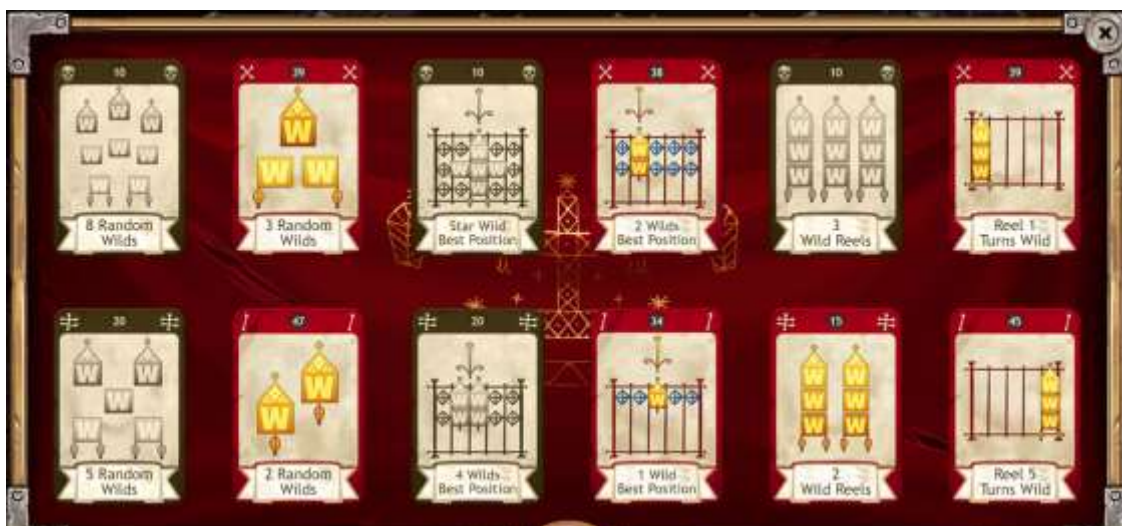 10
39
10
38
10
39
8 Random
Wilds
3 Random
Wilds
Star Wild
Best Position
2 Wilds
Best Position
3
Wild Reels
Reel 1
Turns Wild
47
20
34
15
45
5 Random
Wilds
2 Random
Wilds
4 Wilds
Best Position
1 Wild
Best Position
2
Wild Reels
Reel 5
Turns Wild